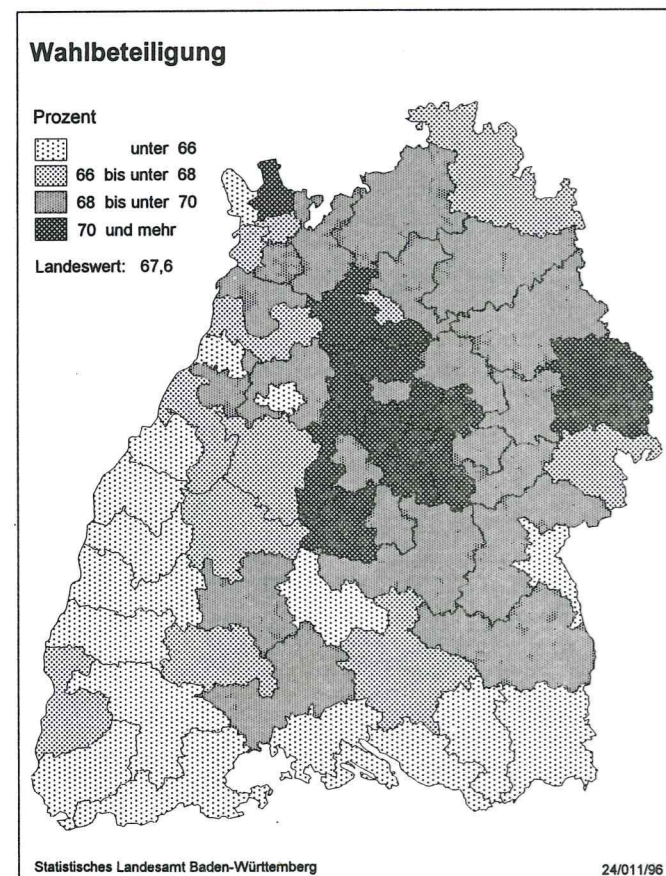 Wahlbeteiligung
Prozent
unter 66
66 bis unter 68
68 bis unter 70
70 und mehr
Landeswert: 67,6
Statistisches Landesamt Baden-Württemberg
24/011/96